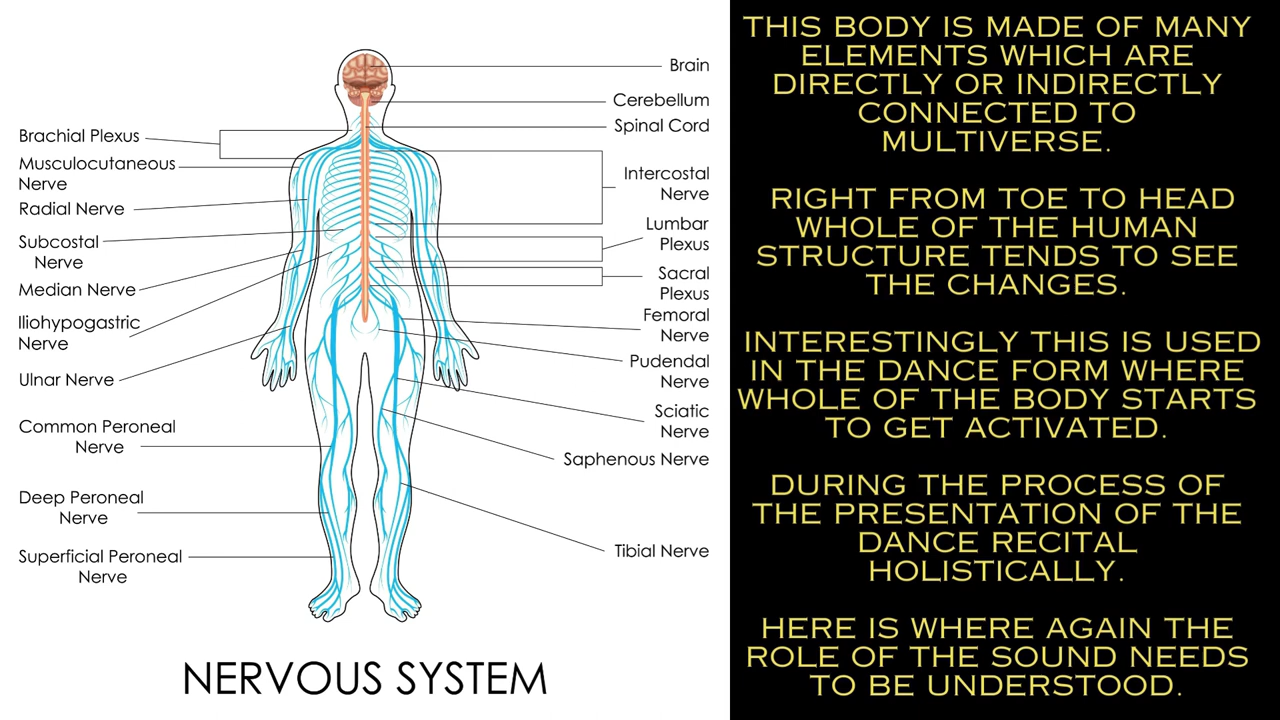 Brain
Cerebellum
Spinal Cord
Brachial Plexus
Musculocutaneous
Nerve
Radial Nerve
Subcostal
Nerve
Median Nerve
Iliohypogastric
Nerve
Ulnar Nerve
Common Peroneal
Nerve
Deep Peroneal
Nerve
Superficial Peroneal
Nerve
Intercostal
Nerve
Lumbar
Plexus
Sacral
Plexus
Femoral
Nerve
Pudendal
Nerve
Sciatic
Nerve
Saphenous Nerve
Tibial Nerve
NERVOUS SYSTEM
THIS BODY IS MADE OF MANY
ELEMENTS WHICH ARE
DIRECTLY OR INDIRECTLY
CONNECTED TO
MULTIVERSE.
RIGHT FROM TOE TO HEAD
WHOLE OF THE HUMAN
STRUCTURE TENDS TO SEE
THE CHANGES.
INTERESTINGLY THIS IS USED
IN THE DANCE FORM WHERE
WHOLE OF THE BODY STARTS
TO GET ACTIVATED.
DURING THE PROCESS OF
THE PRESENTATION OF THE
DANCE RECITAL
HOLISTICALLY.
HERE IS WHERE AGAIN THE
ROLE OF THE SOUND NEEDS
TO BE UNDERSTOOD.